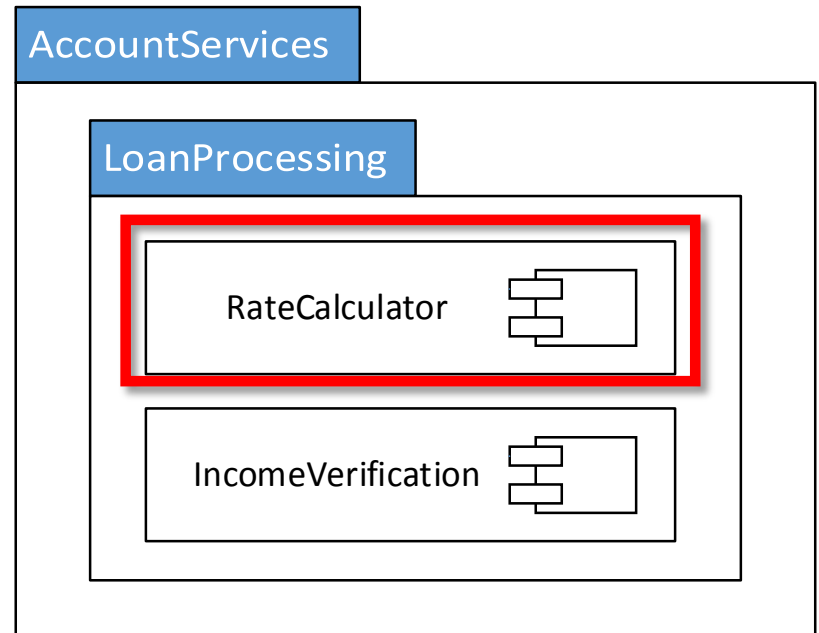 AccountServices
LoanProcessing
RateCalculator
IncomeVerification